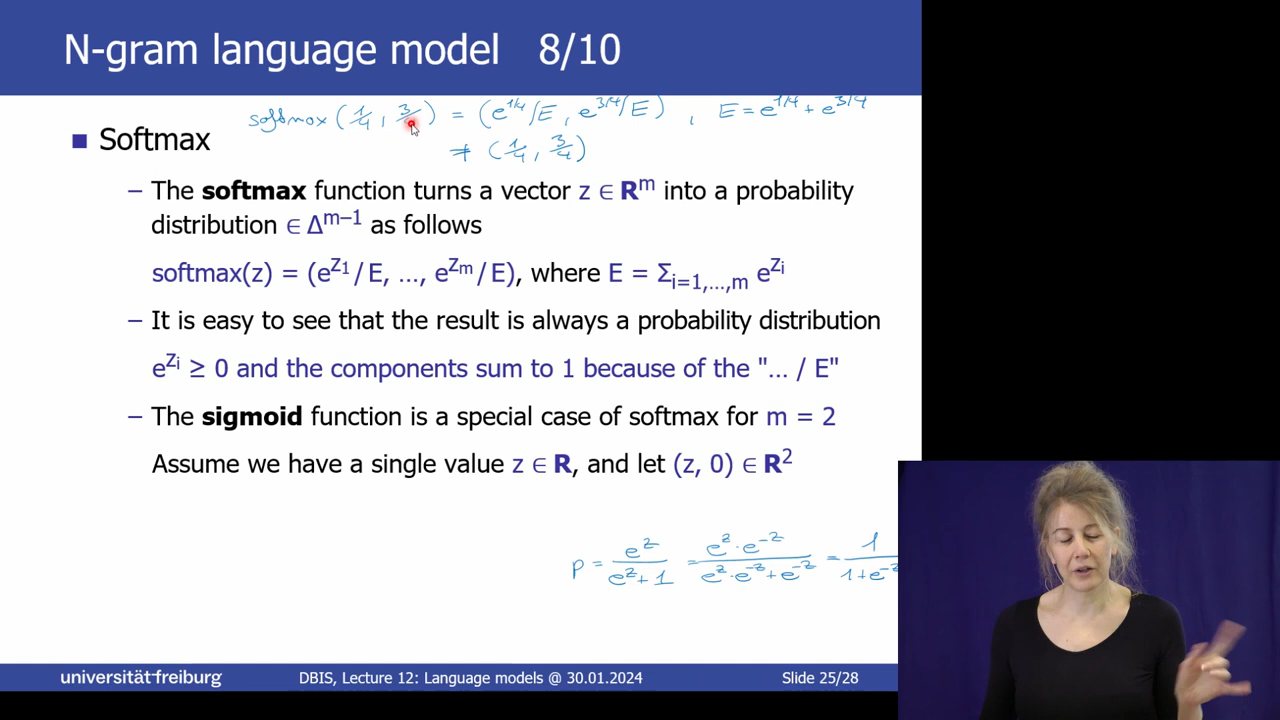 N-gram language model 8/10
softmax (1/4, 3/4) = (e^1/4/E, e^3/4/E), E = e^1/4 + e^3/4
≠ (1/4, 3/4)
■ Softmax
– The softmax function turns a vector z ∈ R^m into a probability
distribution ∈ Δ^m–1 as follows
softmax(z) = (e^z₁/E, …, e^zₘ/E), where E = Σ_i=1,…,m e^zᵢ
– It is easy to see that the result is always a probability distribution
e^zᵢ ≥ 0 and the components sum to 1 because of the "… / E"
– The sigmoid function is a special case of softmax for m = 2
Assume we have a single value z ∈ R, and let (z, 0) ∈ R²
p = e^z / (e^z + 1) = e^z · e^-z / (e^z · e^-z + e^-z) = 1 / (1 + e^-z
universität freiburg
DBIS, Lecture 12: Language models @ 30.01.2024
Slide 25/28